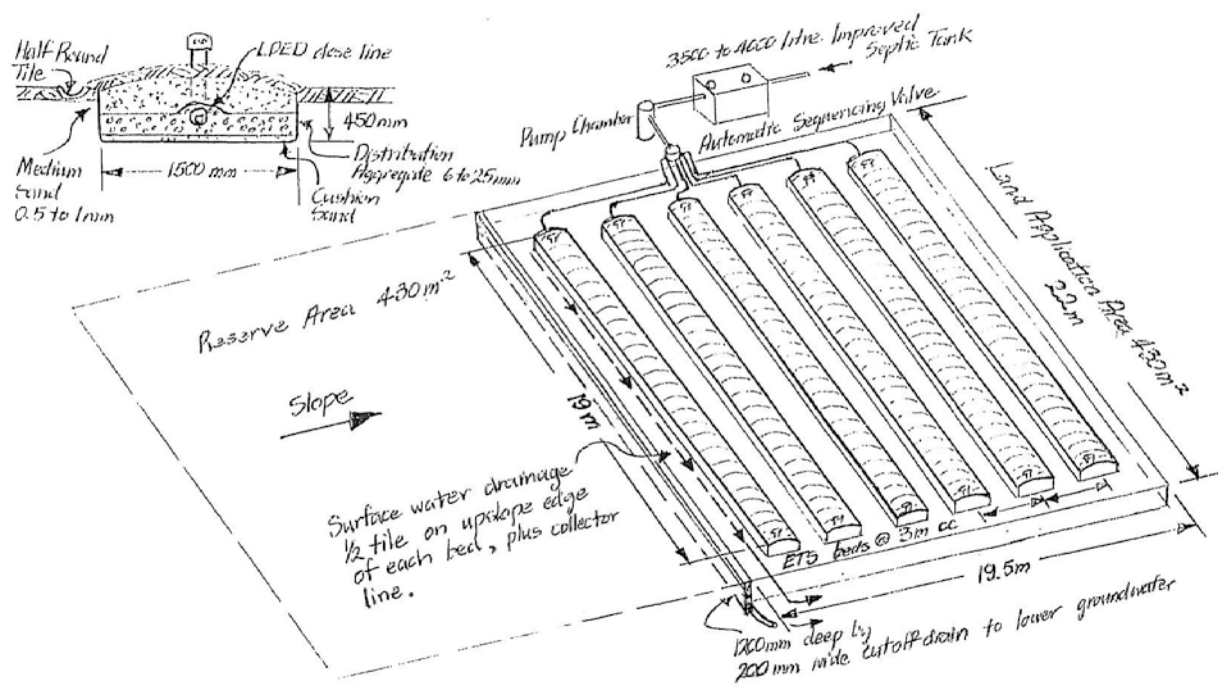 Half Round
Tile
LPED dose line
450mm
Distribution
Aggregate 6 to 25mm
Cushion
Sand
1500 mm
Medium
Sand
0.5 to 1mm
3500 to 4000 litre Improved
Septic Tank
Pump Chamber
Automatic Sequencing Valve
Land Application Area 430m²
22m
Reserve Area 430m²
Slope
19m
Surface water drainage
½ tile on upslope edge
of each bed, plus collector
line.
ETS beds @ 3m cc
19.5m
1200mm deep by
200mm wide cutoff drain to lower groundwater